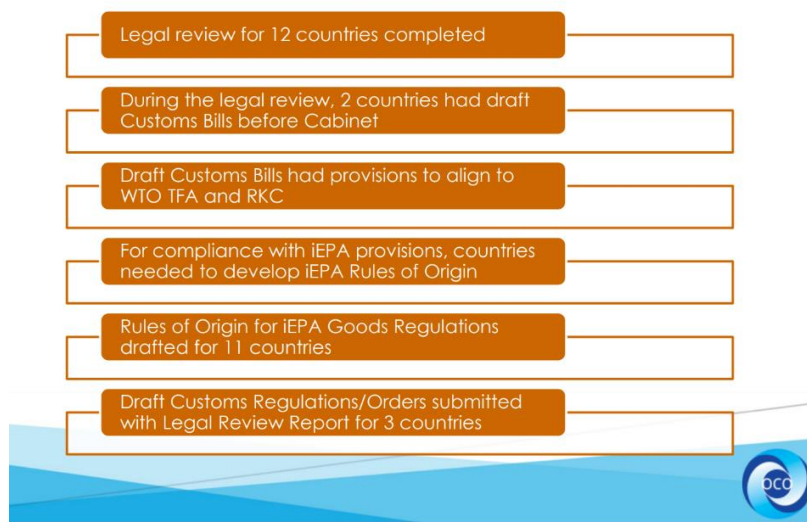 Legal review for 12 countries completed
During the legal review, 2 countries had draft
Customs Bills before Cabinet
Draft Customs Bills had provisions to align to
WTO TFA and RKC
For compliance with iEPA provisions, countries
needed to develop iEPA Rules of Origin
Rules of Origin for iEPA Goods Regulations
drafted for 11 countries
Draft Customs Regulations/Orders submitted
with Legal Review Report for 3 countries
oco